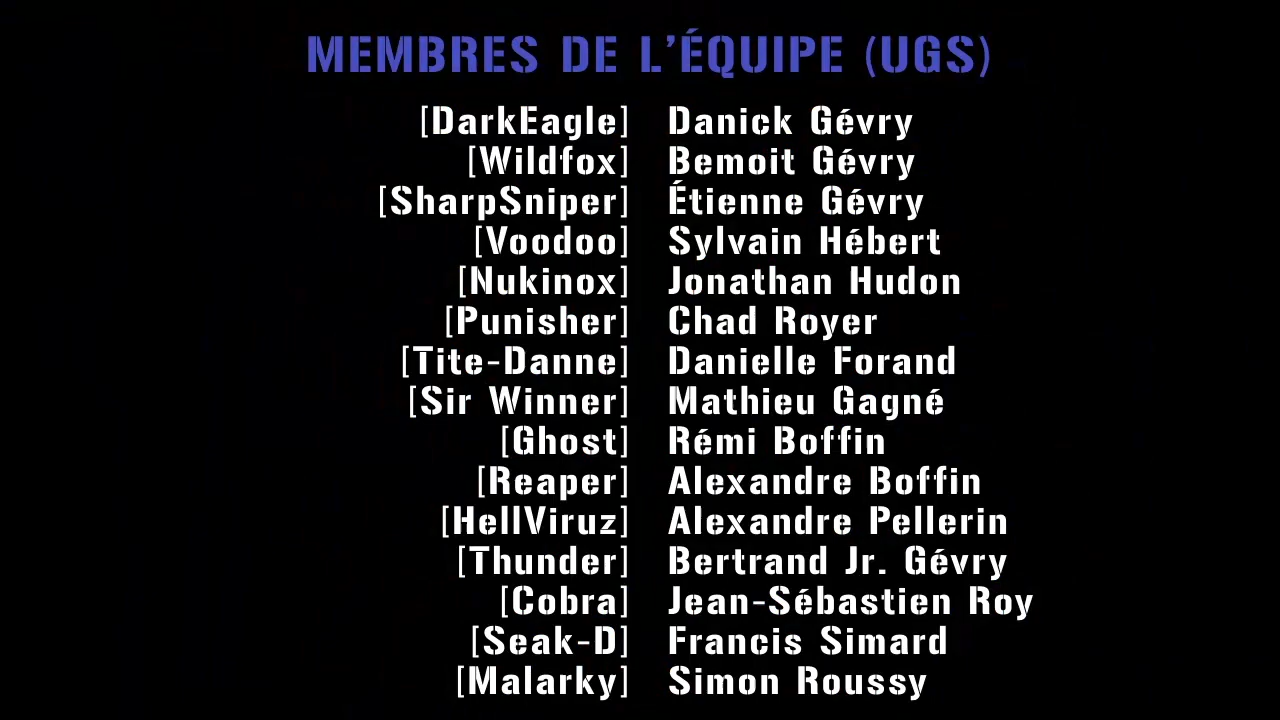 MEMBRES DE L'ÉQUIPE (UGS)
[DarkEagle] Danick Gévry
[Wildfox] Bemoit Gévry
[SharpSniper] Étienne Gévry
[Voodoo] Sylvain Hébert
[Nukinox] Jonathan Hudon
[Punisher] Chad Royer
[Tite-Danne] Danielle Forand
[Sir Winner] Mathieu Gagné
[Ghost] Rémi Boffin
[Reaper] Alexandre Boffin
[HellViruz] Alexandre Pellerin
[Thunder] Bertrand Jr. Gévry
[Cobra] Jean-Sébastien Roy
[Seak-D] Francis Simard
[Malarky] Simon Roussy